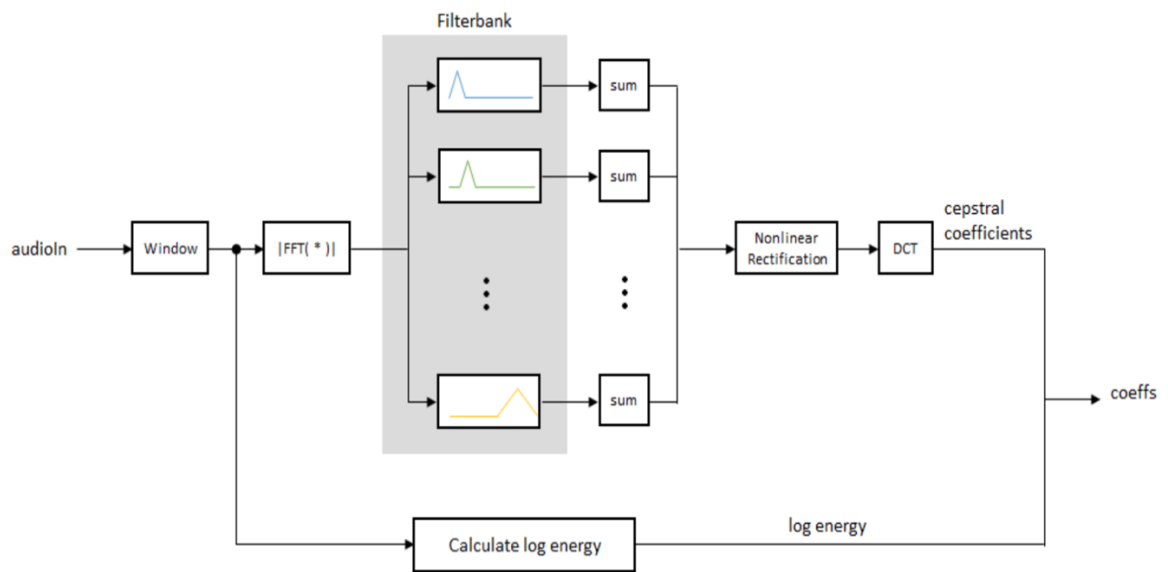 Filterbank
sum
sum
audioIn
Window
|FFT( * )|
Nonlinear
Rectification
DCT
cepstral
coefficients
sum
coeffs
log energy
Calculate log energy